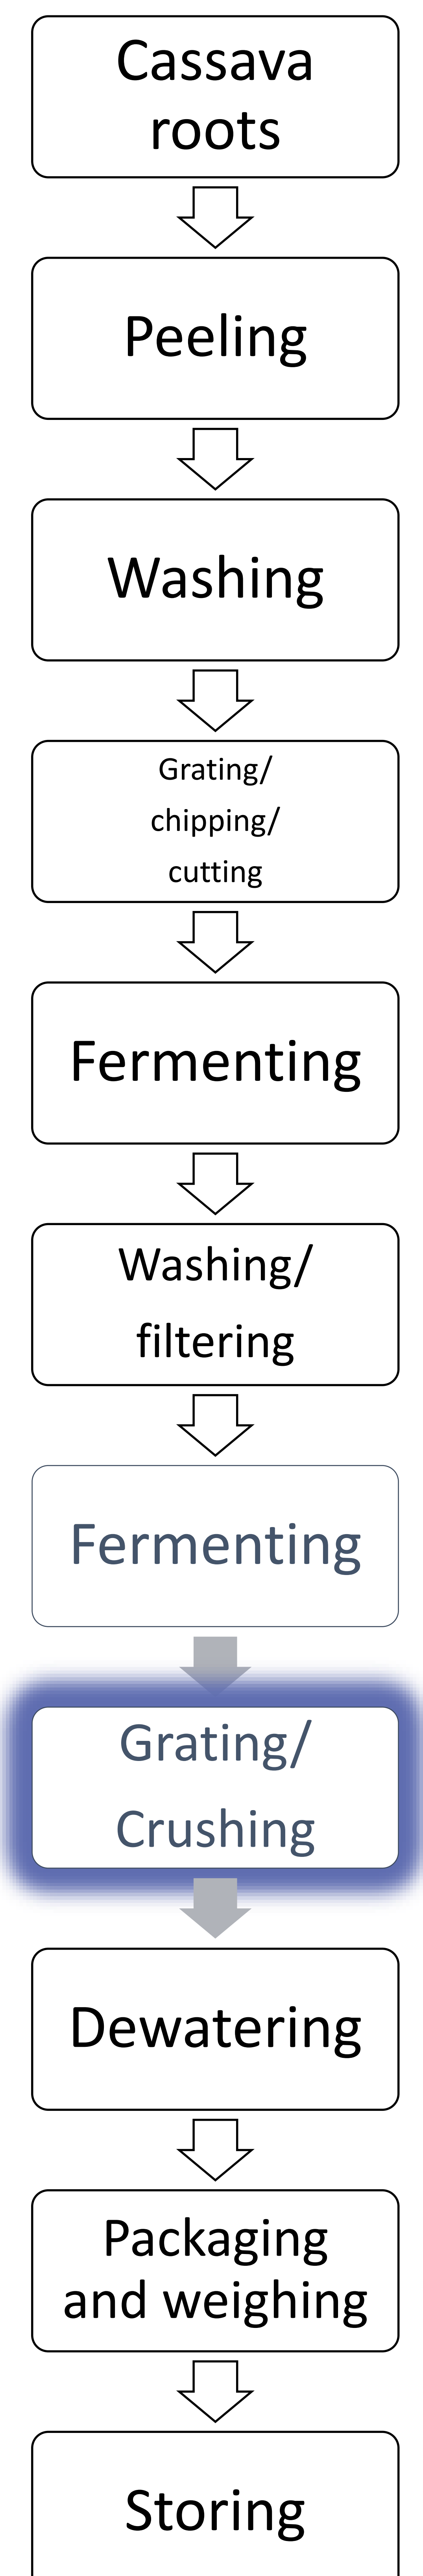 Cassava
roots
Peeling
Washing
Grating/
chipping/
cutting
Fermenting
Washing/
filtering
Fermenting
Grating/
Crushing
Dewatering
Packaging
and weighing
Storing